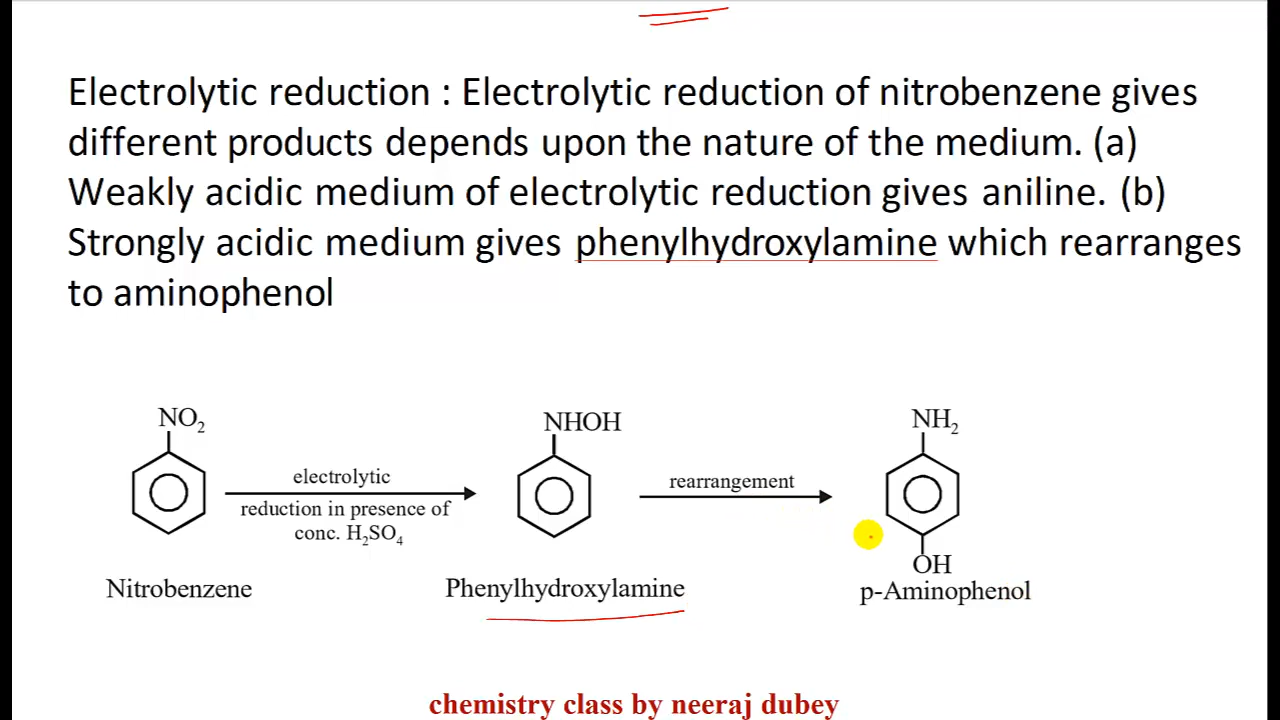 Electrolytic reduction : Electrolytic reduction of nitrobenzene gives
different products depends upon the nature of the medium. (a)
Weakly acidic medium of electrolytic reduction gives aniline. (b)
Strongly acidic medium gives phenylhydroxylamine which rearranges
to aminophenol
NO₂
NHOH
NH₂
electrolytic
reduction in presence of
conc. H₂SO₄
rearrangement
OH
Nitrobenzene
Phenylhydroxylamine
p-Aminophenol
chemistry class by neeraj dubey